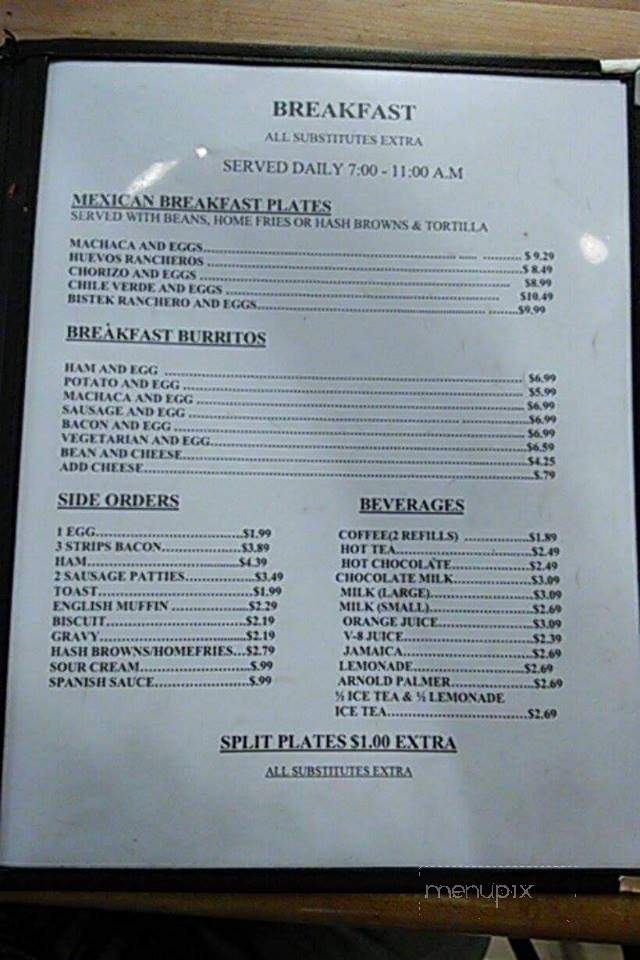 BREAKFAST
ALL SUBSTITUTES EXTRA
SERVED DAILY 7:00 - 11:00 A.M
MEXICAN BREAKFAST PLATES
SERVED WITH BEANS, HOME FRIES OR HASH BROWNS & TORTILLA
MACHACA AND EGGS.......... $ 9.29
HUEVOS RANCHEROS ..........$ 8.49
CHORIZO AND EGGS .......... $8.99
CHILE VERDE AND EGGS .......... $10.49
BISTEK RANCHERO AND EGGS..........$9.99
BREAKFAST BURRITOS
HAM AND EGG .......... $6.99
POTATO AND EGG .......... $5.99
MACHACA AND EGG .......... $6.99
SAUSAGE AND EGG ..........$6.99
BACON AND EGG .......... $6.99
VEGETARIAN AND EGG..........$6.59
BEAN AND CHEESE..........$4.25
ADD CHEESE..........$.79
SIDE ORDERS
1 EGG..........$1.99
3 STRIPS BACON..........$3.89
HAM..........$4.39
2 SAUSAGE PATTIES..........$3.49
TOAST..........$1.99
ENGLISH MUFFIN ..........$2.29
BISCUIT..........$2.19
GRAVY..........$2.19
HASH BROWNS/HOMEFRIES...$2.79
SOUR CREAM..........$.99
SPANISH SAUCE..........$.99
BEVERAGES
COFFEE(2 REFILLS) ..........$1.89
HOT TEA..........$2.49
HOT CHOCOLATE..........$2.49
CHOCOLATE MILK..........$3.09
MILK (LARGE)..........$3.09
MILK (SMALL)..........$2.69
ORANGE JUICE..........$3.09
V-8 JUICE..........$2.39
JAMAICA..........$2.69
LEMONADE..........$2.69
ARNOLD PALMER..........$2.69
½ ICE TEA & ½ LEMONADE
ICE TEA..........$2.69
SPLIT PLATES $1.00 EXTRA
ALL SUBSTITUTES EXTRA
menupix